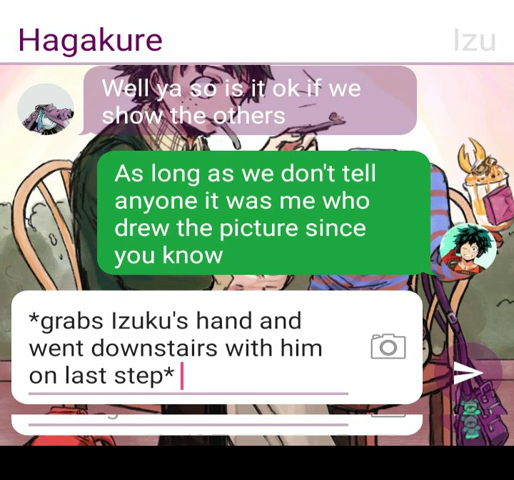 Hagakure
Izu
Well ya so is it ok if we
show the others
As long as we don't tell
anyone it was me who
drew the picture since
you know
*grabs Izuku's hand and
went downstairs with him
on last step*